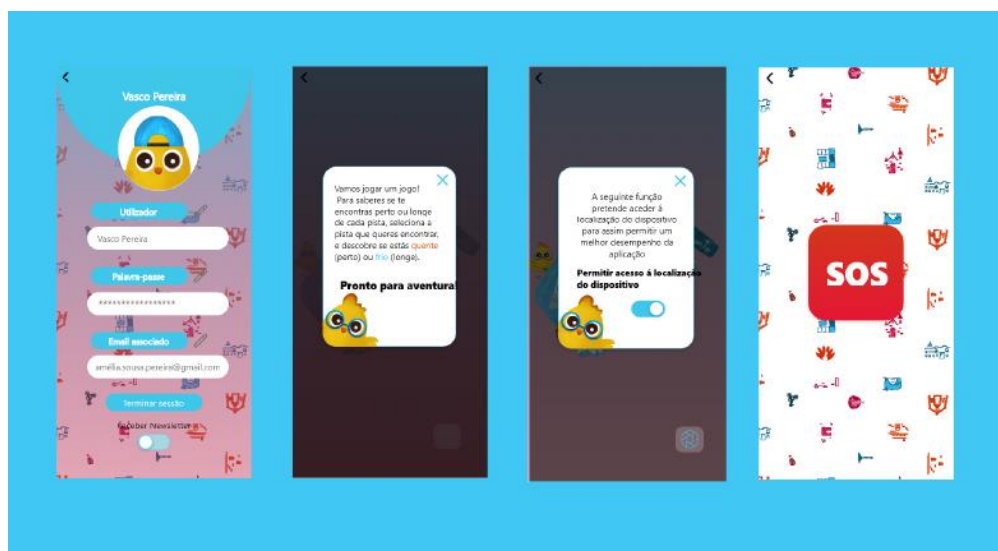 Vasco Pereira
Utilizador
Vasco Pereira
Palavra-passe
*****************
Email associado
amélia.sousa.pereira@gmail.com
Terminar sessão
Receber Newsletter
Vamos jogar um jogo!
Para saberes se te
encontras perto ou longe
de cada pista, seleciona a
pista que queres encontrar,
e descobre se estás quente
(perto) ou frio (longe).
Pronto para aventura!
A seguinte função
pretende aceder á
localização do dispositivo
para assim permitir um
melhor desempenho da
aplicação
Permitir acesso á localização
do dispositivo
SOS